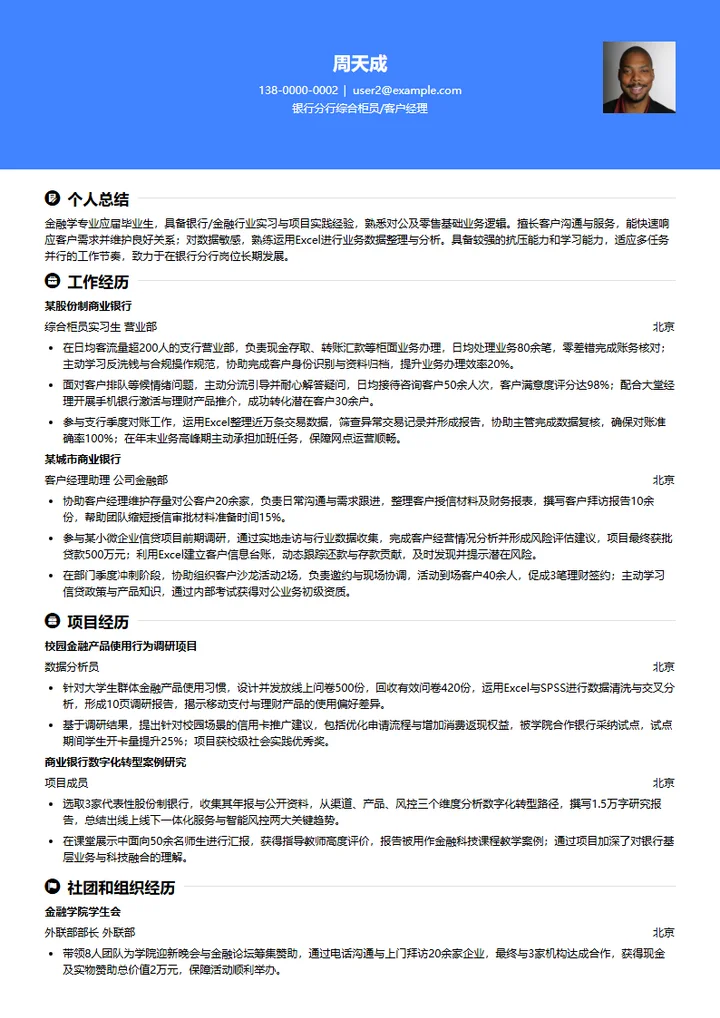 周天成
138-0000-0002 | user2@example.com
银行分行综合柜员/客户经理
个人总结
金融学专业应届毕业生，具备银行/金融行业实习与项目实践经验，熟悉对公及零售基础业务逻辑。擅长客户沟通与服务，能快速响
应客户需求并维护良好关系；对数据敏感，熟练运用Excel进行业务数据整理与分析。具备较强的抗压能力和学习能力，适应多任务
并行的工作节奏，致力于在银行分行岗位长期发展。
工作经历
某股份制商业银行
综合柜员实习生 营业部 北京
• 在日均客流量超200人的支行营业部，负责现金存取、转账汇款等柜面业务办理，日均处理业务80余笔，零差错完成账务核对；
主动学习反洗钱与合规操作规范，协助完成客户身份识别与资料归档，提升业务办理效率20%。
• 面对客户排队等候情绪问题，主动分流引导并耐心解答疑问，日均接待咨询客户50余人次，客户满意度评分达98%；配合大堂经
理开展手机银行激活与理财产品推介，成功转化潜在客户30余户。
• 参与支行季度对账工作，运用Excel整理近万条交易数据，筛查异常交易记录并形成报告，协助主管完成数据复核，确保对账准
确率100%；在年末业务高峰期主动承担加班任务，保障网点运营顺畅。
某城市商业银行
客户经理助理 公司金融部 北京
• 协助客户经理维护存量对公客户20余家，负责日常沟通与需求跟进，整理客户授信材料及财务报表，撰写客户拜访报告10余
份，帮助团队缩短授信审批材料准备时间15%。
• 参与某小微企业信贷项目前期调研，通过实地走访与行业数据收集，完成客户经营情况分析并形成风险评估建议，项目最终获批
贷款500万元；利用Excel建立客户信息台账，动态跟踪还款与存款贡献，及时发现并提示潜在风险。
• 在部门季度冲刺阶段，协助组织客户沙龙活动2场，负责邀约与现场协调，活动到场客户40余人，促成3笔理财签约；主动学习
信贷政策与产品知识，通过内部考试获得对公业务初级资质。
项目经历
校园金融产品使用行为调研项目
数据分析员 北京
• 针对大学生群体金融产品使用习惯，设计并发放线上问卷500份，回收有效问卷420份，运用Excel与SPSS进行数据清洗与交叉分
析，形成10页调研报告，揭示移动支付与理财产品的使用偏好差异。
• 基于调研结果，提出针对校园场景的信用卡推广建议，包括优化申请流程与增加消费返现权益，被学院合作银行采纳试点，试点
期间学生开卡量提升25%；项目获校级社会实践优秀奖。
商业银行数字化转型案例研究
项目成员 北京
• 选取3家代表性股份制银行，收集其年报与公开资料，从渠道、产品、风控三个维度分析数字化转型路径，撰写1.5万字研究报
告，总结出线上线下一体化服务与智能风控两大关键趋势。
• 在课堂展示中面向50余名师生进行汇报，获得指导教师高度评价，报告被用作金融科技课程教学案例；通过项目加深了对银行基
层业务与科技融合的理解。
社团和组织经历
金融学院学生会
外联部部长 外联部 北京
• 带领8人团队为学院迎新晚会与金融论坛筹集赞助，通过电话沟通与上门拜访20余家企业，最终与3家机构达成合作，获得现金
及实物赞助总价值2万元，保障活动顺利举办。